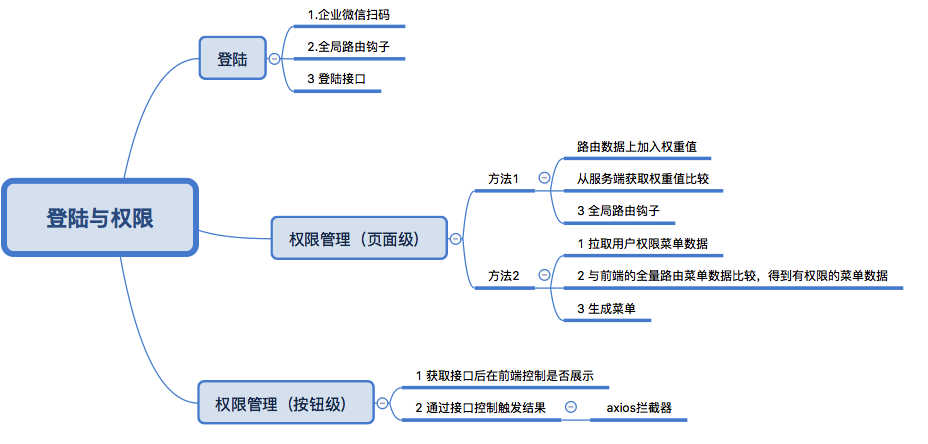 登陆与权限
登陆
1.企业微信扫码
2.全局路由钩子
3 登陆接口
权限管理（页面级）
方法1
路由数据上加入权重值
从服务端获取权重值比较
3 全局路由钩子
方法2
1 拉取用户权限菜单数据
2 与前端的全量路由菜单数据比较，得到有权限的菜单数据
3 生成菜单
权限管理（按钮级）
1 获取接口后在前端控制是否展示
2 通过接口控制触发结果
axios拦截器